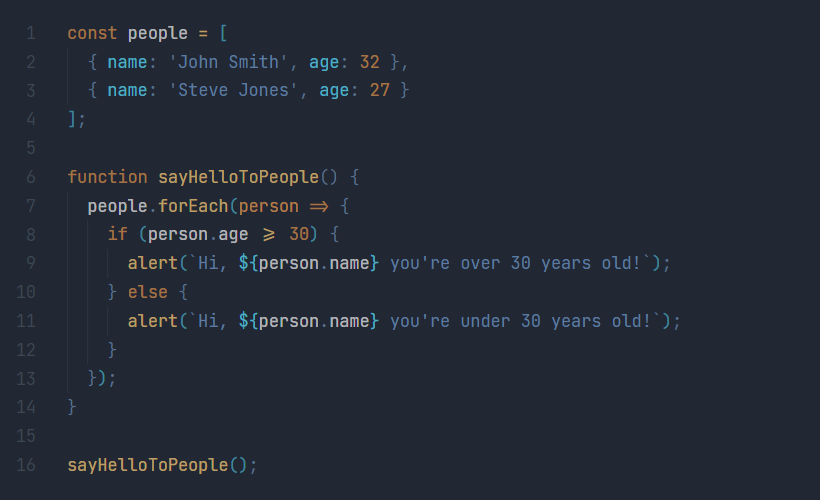 1 const people = [
2 { name: 'John Smith', age: 32 },
3 { name: 'Steve Jones', age: 27 }
4 ];
5
6 function sayHelloToPeople() {
7 people.forEach(person => {
8 if (person.age >= 30) {
9 alert(`Hi, ${person.name} you're over 30 years old!`);
10 } else {
11 alert(`Hi, ${person.name} you're under 30 years old!`);
12 }
13 });
14 }
15
16 sayHelloToPeople();